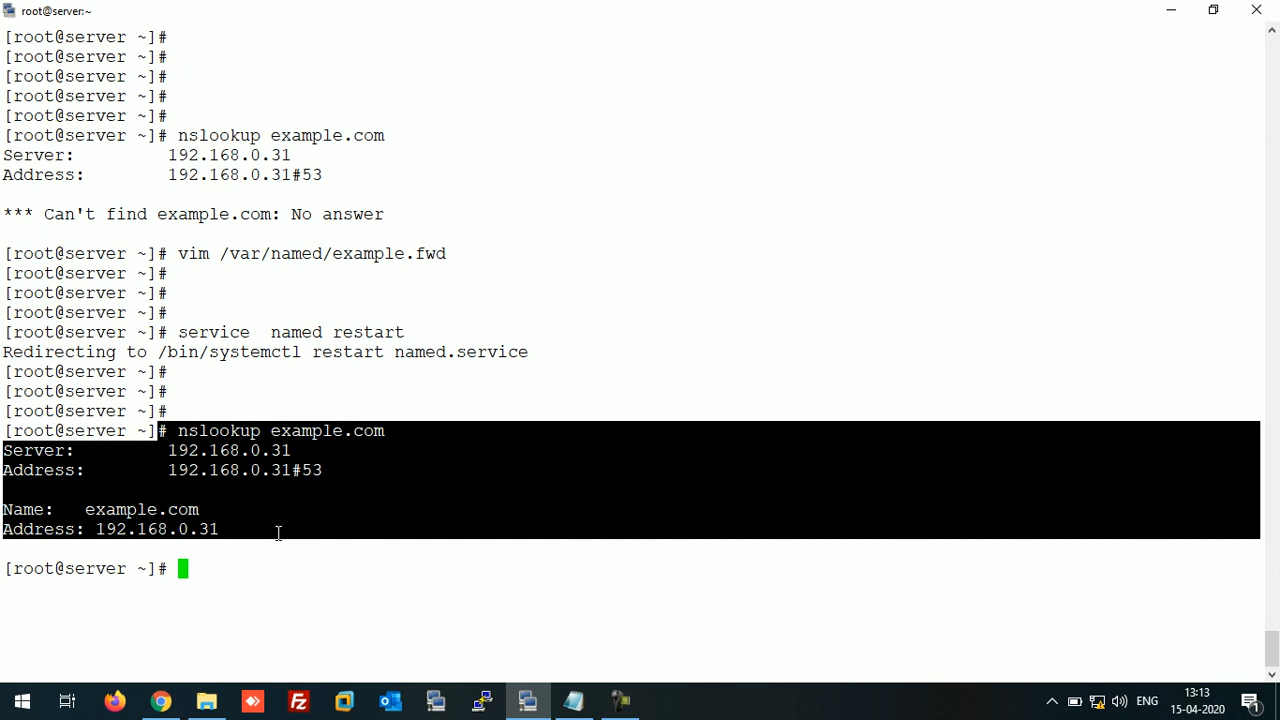 root@server:~
[root@server ~]#
[root@server ~]#
[root@server ~]#
[root@server ~]#
[root@server ~]#
[root@server ~]# nslookup example.com
Server:         192.168.0.31
Address:        192.168.0.31#53
*** Can't find example.com: No answer
[root@server ~]# vim /var/named/example.fwd
[root@server ~]#
[root@server ~]#
[root@server ~]#
[root@server ~]# service  named restart
Redirecting to /bin/systemctl restart named.service
[root@server ~]#
[root@server ~]#
[root@server ~]#
[root@server ~]# nslookup example.com
Server:         192.168.0.31
Address:        192.168.0.31#53
Name:   example.com
Address: 192.168.0.31
[root@server ~]#
ENG
13:13
15-04-2020
1